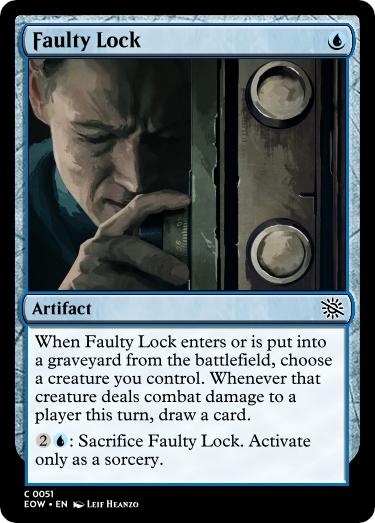 Faulty Lock
Artifact
When Faulty Lock enters or is put into
a graveyard from the battlefield, choose
a creature you control. Whenever that
creature deals combat damage to a
player this turn, draw a card.
2: Sacrifice Faulty Lock. Activate
only as a sorcery.
C 0051
EOW • EN Leif Heanzo